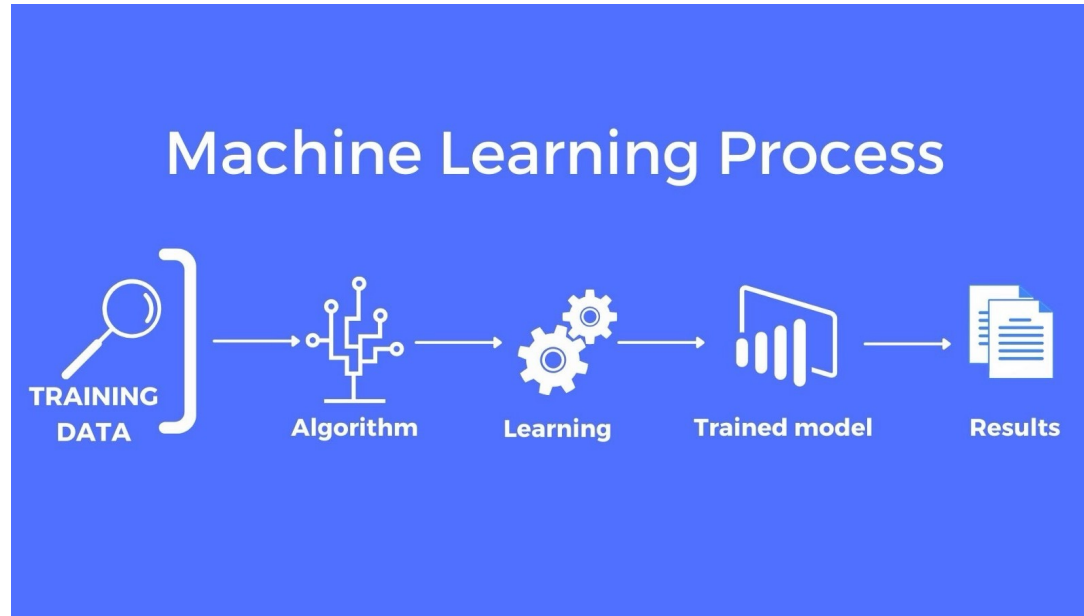 Machine Learning Process
TRAINING
DATA
Algorithm
Learning
Trained model
Results